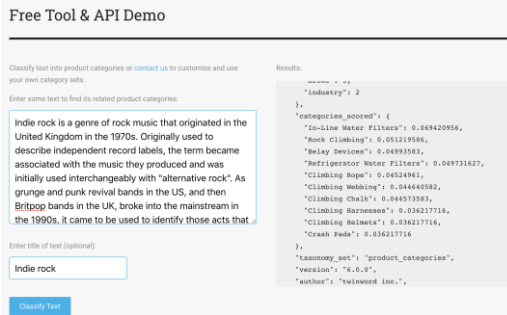 Free Tool & API Demo
Classify text into product categories or contact us to customize and use
your own category sets.
Enter some text to find its related product categories:
Indie rock is a genre of rock music that originated in the
United Kingdom in the 1970s. Originally used to
describe independent record labels, the term became
associated with the music they produced and was
initially used interchangeably with "alternative rock". As
grunge and punk revival bands in the US, and then
Britpop bands in the UK, broke into the mainstream in
the 1990s, it came to be used to identify those acts that
Enter title of text (optional):
Indie rock
Classify Text
Results:
"industry": 2
},
"categories_scored": {
"In-Line Water Filters": 0.069420956,
"Rock Climbing": 0.051219586,
"Belay Devices": 0.04993583,
"Refrigerator Water Filters": 0.049731627,
"Climbing Rope": 0.04524961,
"Climbing Webbing": 0.044640582,
"Climbing Chalk": 0.044573583,
"Climbing Harnesses": 0.036217716,
"Climbing Helmets": 0.036217716,
"Crash Pads": 0.036217716
},
"taxonomy_set": "product_categories",
"version": "6.0.0",
"author": "twinword inc.",